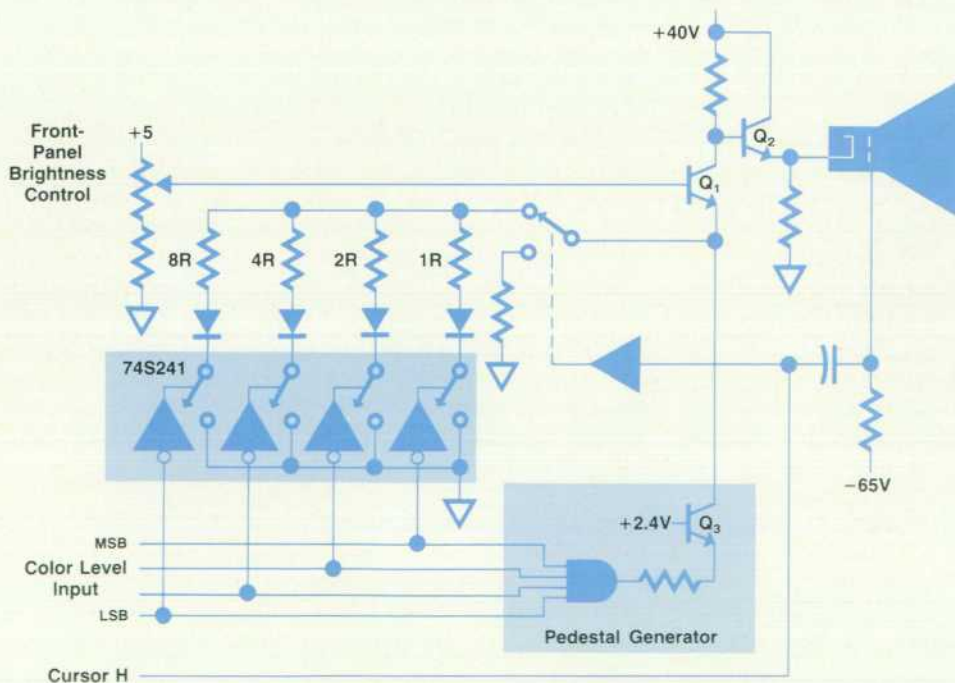 +40V
Front-
Panel
Brightness
Control
+5
Q2
Q1
8R
4R
2R
1R
74S241
−65V
+2.4V
Q3
MSB
Color Level
Input
LSB
Pedestal Generator
Cursor H